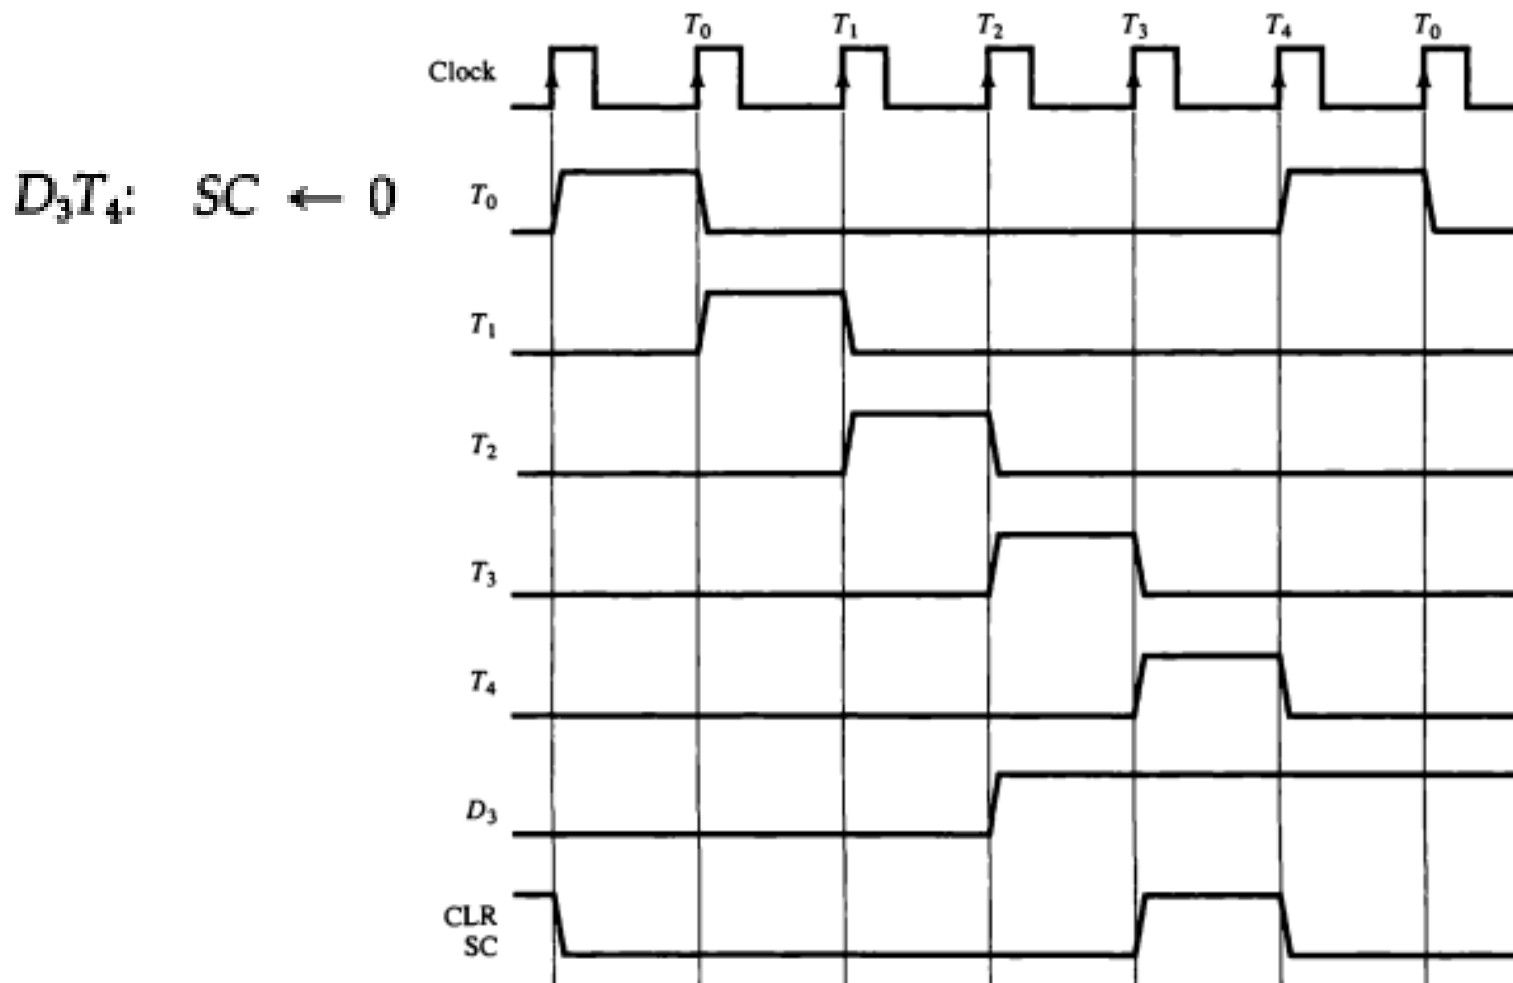 T₀ T₁ T₂ T₃ T₄ T₀
Clock
D₃T₄: SC ← 0
T₀
T₁
T₂
T₃
T₄
D₃
CLR
SC